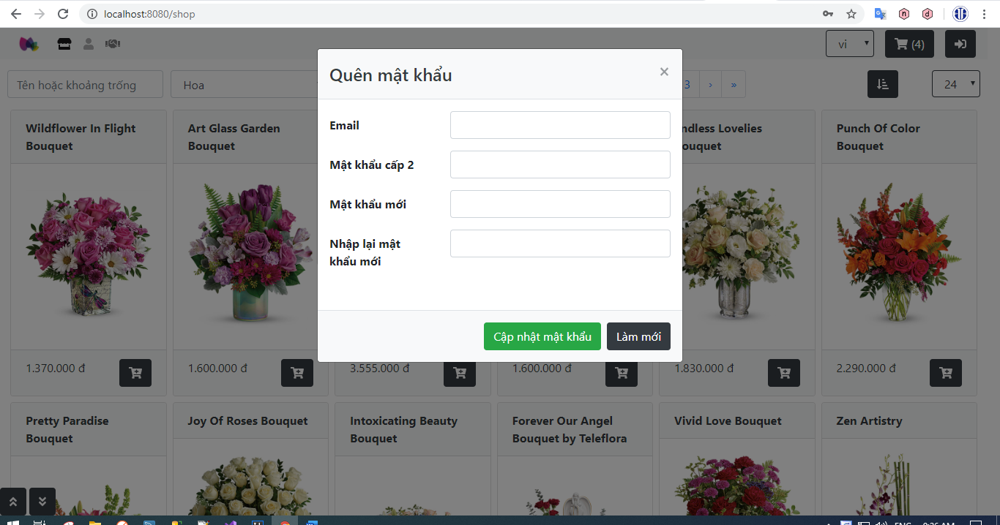 localhost:8080/shop
vi
(4)
Quên mật khẩu
×
Tên hoặc khoảng trống
Hoa
3
›
»
24
Email
Mật khẩu cấp 2
Mật khẩu mới
Nhập lại mật
khẩu mới
Cập nhật mật khẩu
Làm mới
Wildflower In Flight
Bouquet
Art Glass Garden
Bouquet
ndless Lovelies
ouquet
Punch Of Color
Bouquet
1.370.000 đ
1.600.000 đ
3.555.000 đ
1.600.000 đ
1.830.000 đ
2.290.000 đ
Pretty Paradise
Bouquet
Joy Of Roses Bouquet
Intoxicating Beauty
Bouquet
Forever Our Angel
Bouquet by Teleflora
Vivid Love Bouquet
Zen Artistry
ENG